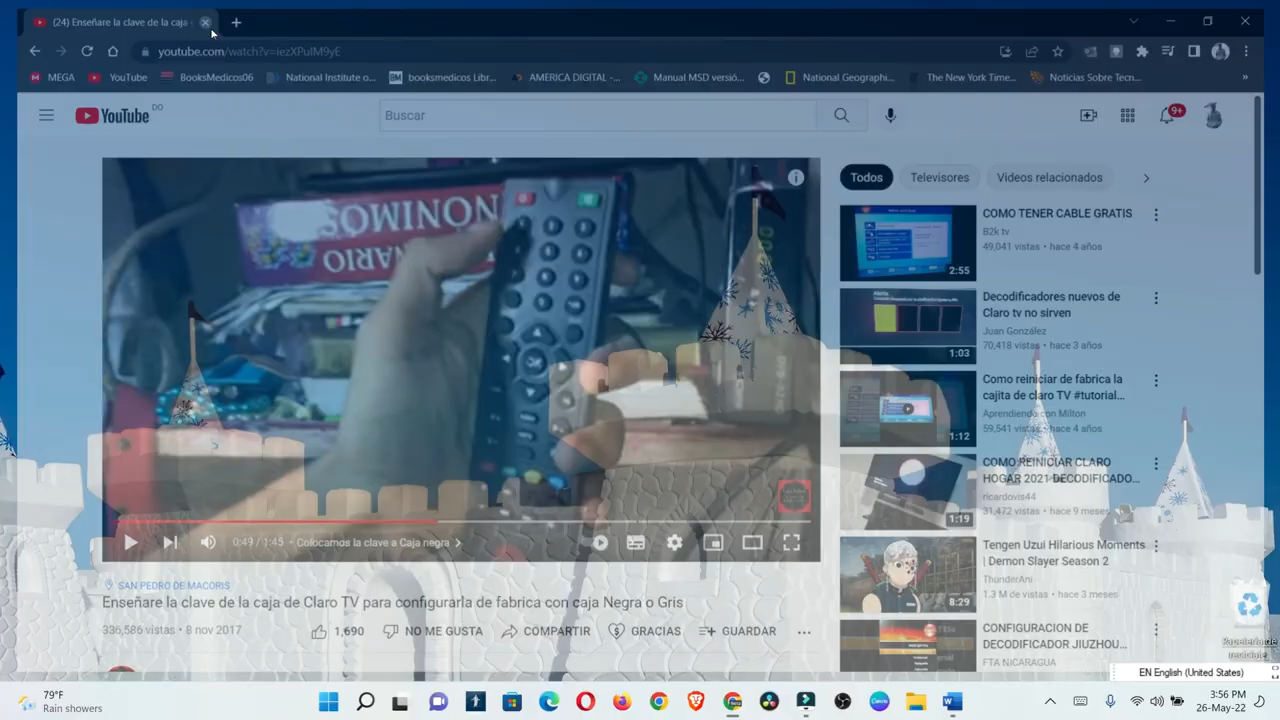 (24) Enseñare la clave de la caja
youtube.com/watch?v=iezXPuIM9yE
MEGA
YouTube
BooksMedicos06
National Institute o...
booksmedicos Libr...
AMERICA DIGITAL -...
Manual MSD versió...
National Geographi...
The New York Time...
Noticias Sobre Tecn...
»
YouTube
DO
Buscar
9+
NONIMOS
NARIO
Todos
Televisores
Videos relacionados
COMO TENER CABLE GRATIS
B2k tv
49,041 vistas • hace 4 años
2:55
Decodificadores nuevos de
Claro tv no sirven
Juan González
70,418 vistas • hace 3 años
1:03
Como reiniciar de fabrica la
cajita de claro TV #tutorial...
Aprendiendo con Milton
59,541 vistas • hace 4 años
1:12
COMO REINICIAR CLARO
HOGAR 2021 DECODIFICADO...
ricardovis44
31,472 vistas • hace 9 meses
1:19
Tengen Uzui Hilarious Moments
| Demon Slayer Season 2
ThunderAni
1.3 M de vistas • hace 3 meses
8:29
CONFIGURACION DE
DECODIFICADOR JIUZHOU...
FTA NICARAGUA
0:49 / 1:45 • Colocamos la clave a Caja negra
SAN PEDRO DE MACORIS
Enseñare la clave de la caja de Claro TV para configurarla de fabrica con caja Negra o Gris
336,586 vistas • 8 nov 2017
1,690
NO ME GUSTA
COMPARTIR
GRACIAS
GUARDAR
Papelería de
reciclaje
EN English (United States)
79°F
Rain showers
3:56 PM
26-May-22